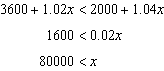 3600 + 1.02x < 2000 + 1.04x
1600 < 0.02x
80000 < x